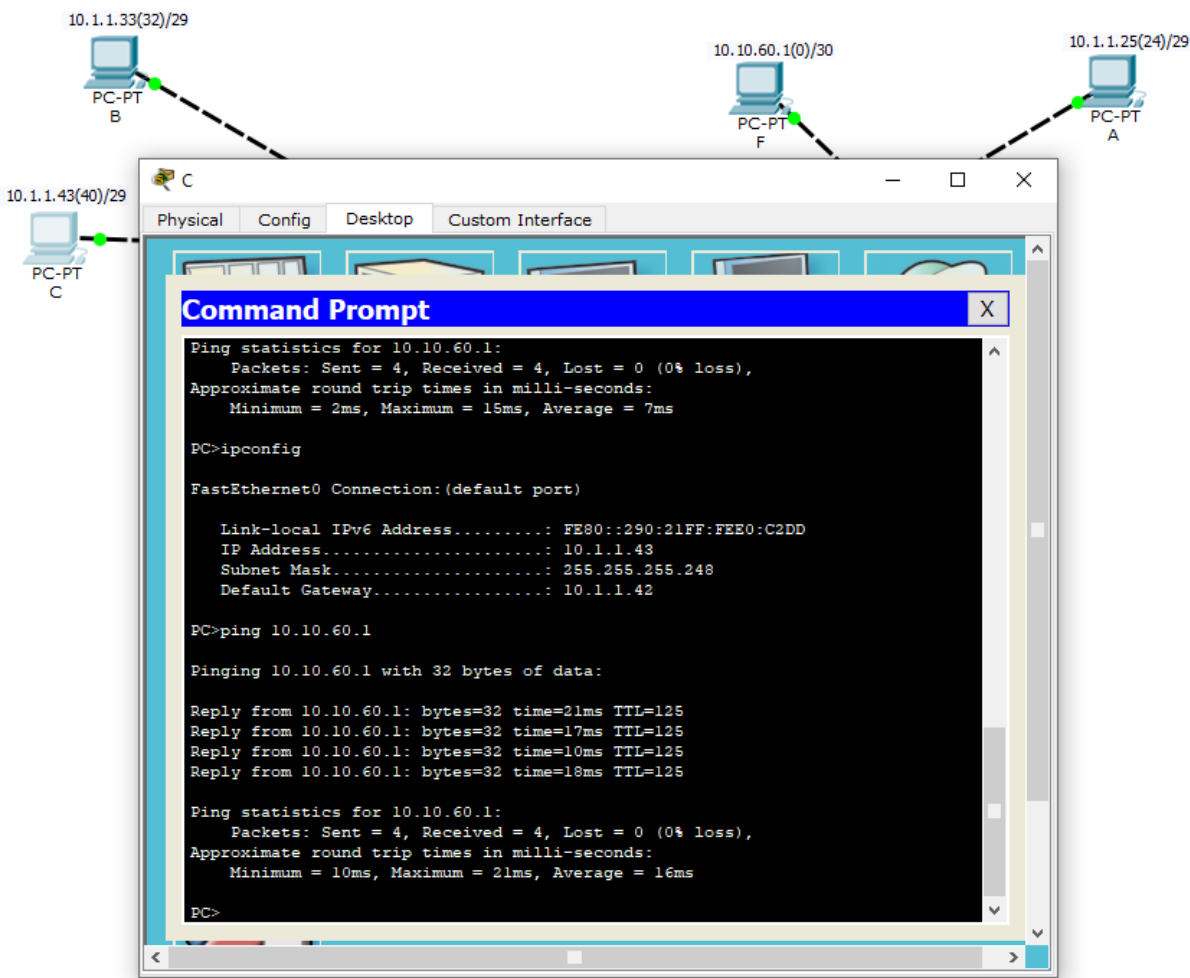 10.1.1.33(32)/29
PC-PT
B
10.10.60.1(0)/30
PC-PT
F
10.1.1.25(24)/29
PC-PT
A
10.1.1.43(40)/29
PC-PT
C
C
Physical Config Desktop Custom Interface
Command Prompt X
Ping statistics for 10.10.60.1:
Packets: Sent = 4, Received = 4, Lost = 0 (0% loss),
Approximate round trip times in milli-seconds:
Minimum = 2ms, Maximum = 15ms, Average = 7ms
PC>ipconfig
FastEthernet0 Connection:(default port)
Link-local IPv6 Address.........: FE80::290:21FF:FEE0:C2DD
IP Address......................: 10.1.1.43
Subnet Mask.....................: 255.255.255.248
Default Gateway.................: 10.1.1.42
PC>ping 10.10.60.1
Pinging 10.10.60.1 with 32 bytes of data:
Reply from 10.10.60.1: bytes=32 time=21ms TTL=125
Reply from 10.10.60.1: bytes=32 time=17ms TTL=125
Reply from 10.10.60.1: bytes=32 time=10ms TTL=125
Reply from 10.10.60.1: bytes=32 time=18ms TTL=125
Ping statistics for 10.10.60.1:
Packets: Sent = 4, Received = 4, Lost = 0 (0% loss),
Approximate round trip times in milli-seconds:
Minimum = 10ms, Maximum = 21ms, Average = 16ms
PC>